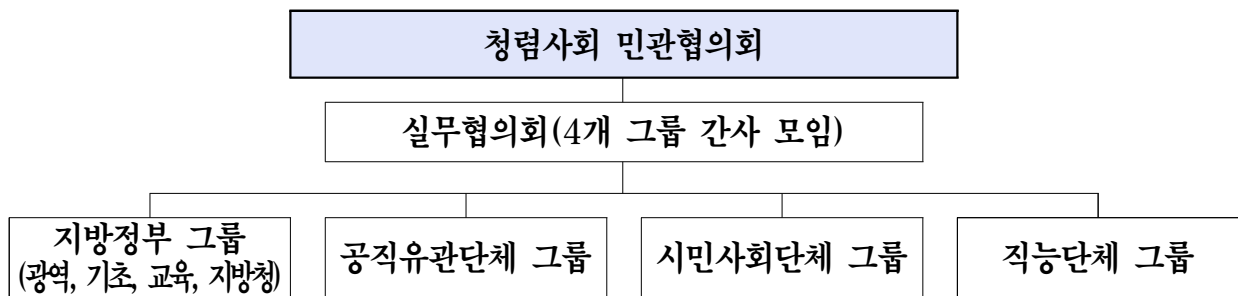 청렴사회 민관협의회
실무협의회(4개 그룹 간사 모임)
지방정부 그룹
(광역, 기초, 교육, 지방청)
공직유관단체 그룹
시민사회단체 그룹
직능단체 그룹